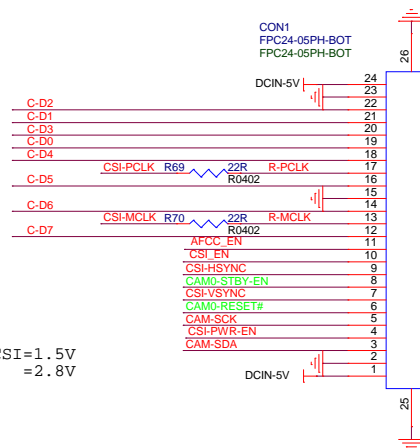 CON1
FPC24-05PH-BOT
FPC24-05PH-BOT
26
DCIN-5V 24
23
C-D2 22
C-D1 21
C-D3 20
C-D0 19
C-D4 18
CSI-PCLK R69 22R R-PCLK 17
R0402
C-D5 16
15
C-D6 14
CSI-MCLK R70 22R R-MCLK 13
R0402
C-D7 12
AFCC_EN 11
CSI_EN 10
CSI-HSYNC 9
CAM0-STBY-EN 8
CSI-VSYNC 7
CAM0-RESET# 6
CAM-SCK 5
CSI-PWR-EN 4
CAM-SDA 3
2
DCIN-5V 1
SI=1.5V
=2.8V
25